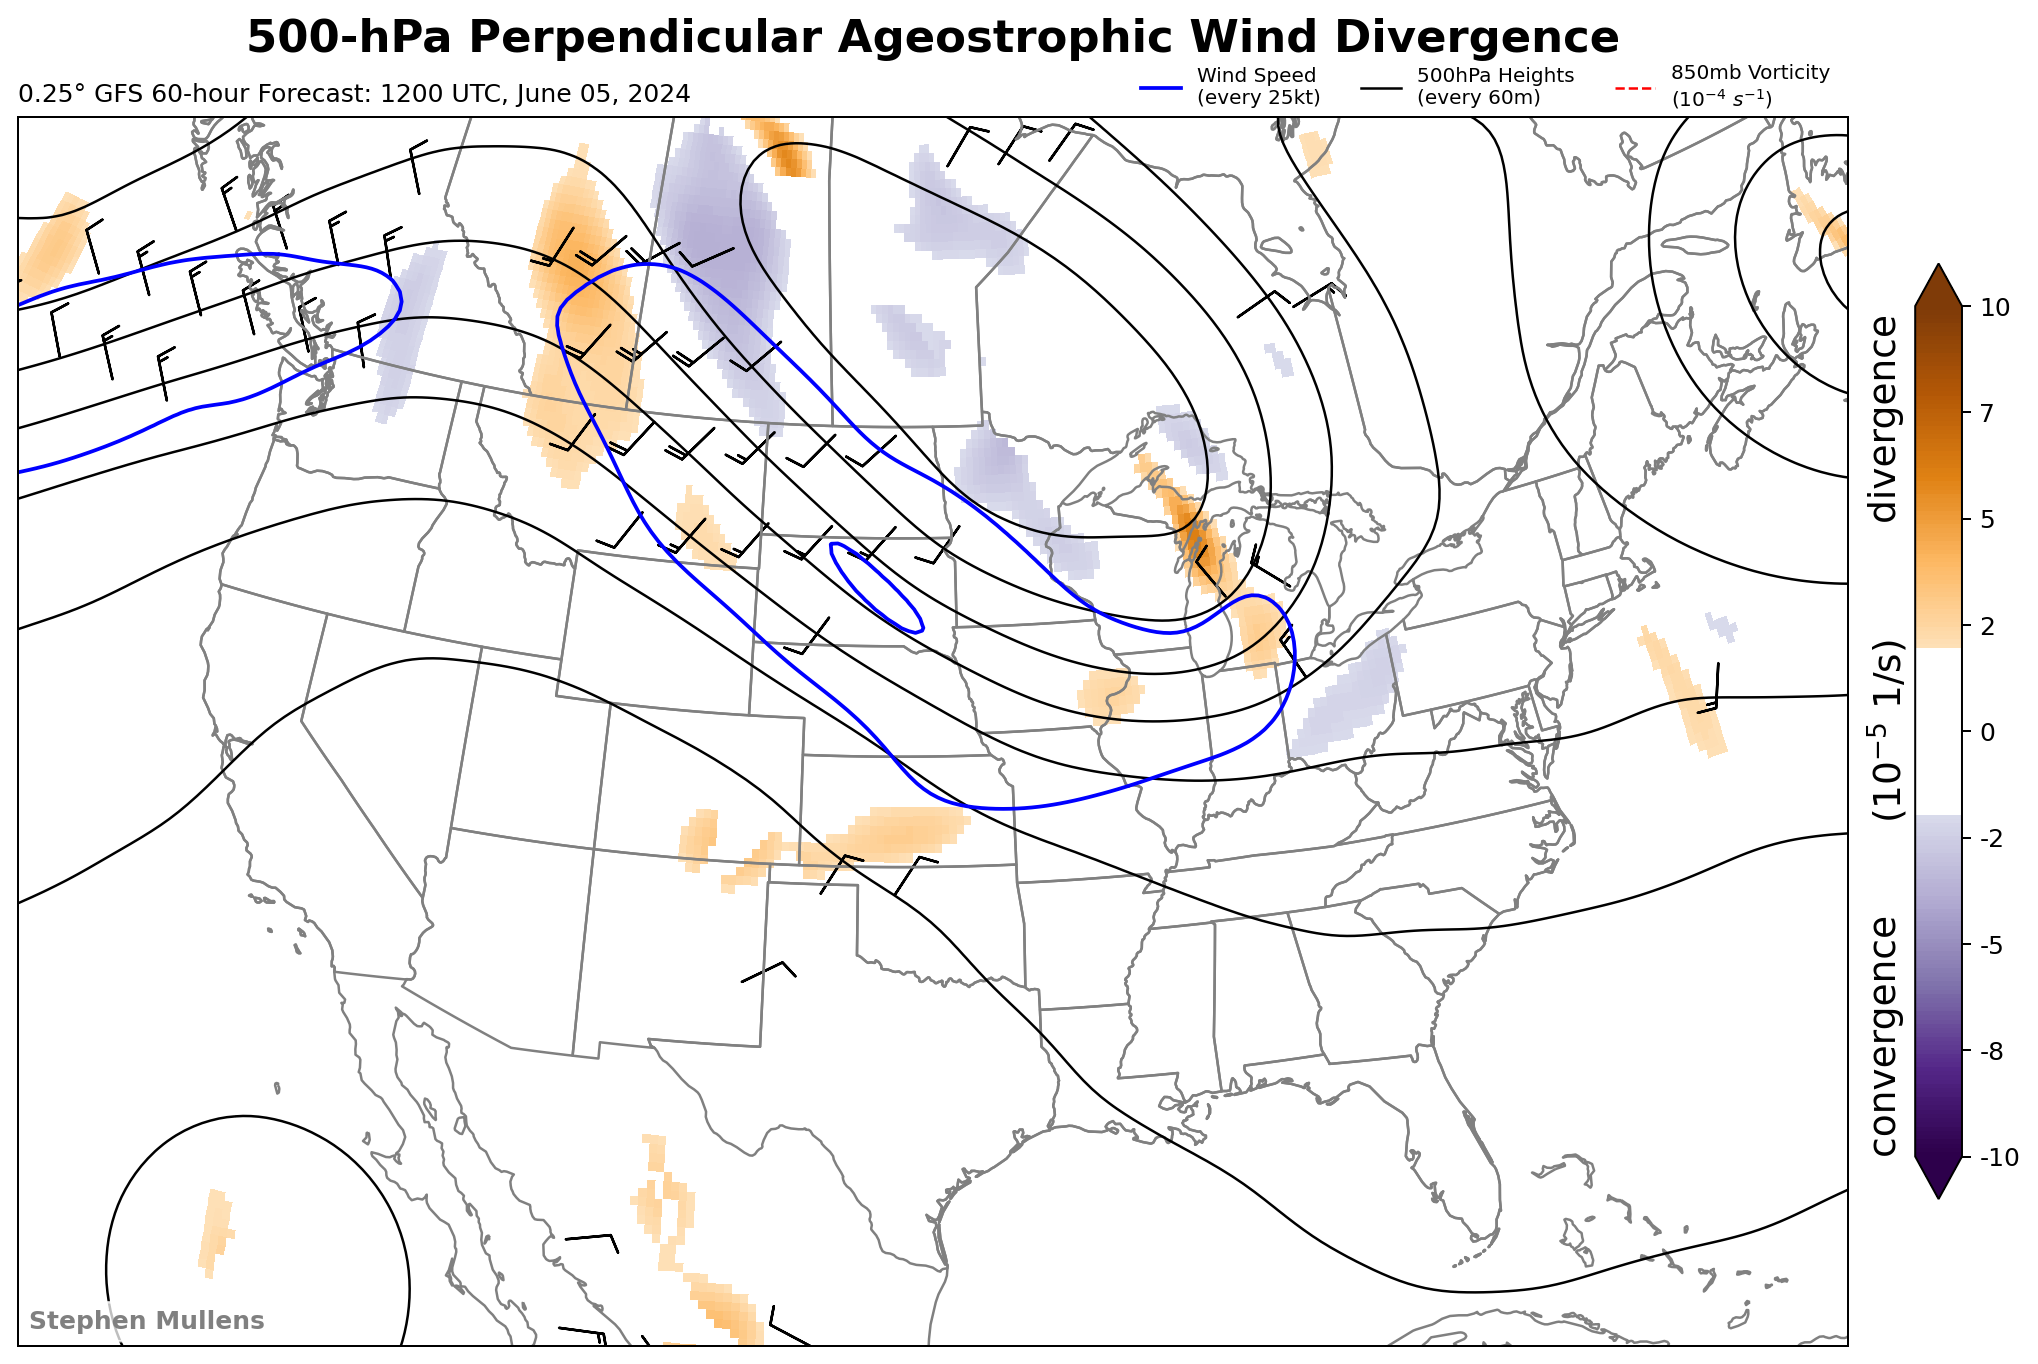 500-hPa Perpendicular Ageostrophic Wind Divergence
0.25° GFS 60-hour Forecast: 1200 UTC, June 05, 2024
Wind Speed
(every 25kt)
500hPa Heights
(every 60m)
850mb Vorticity
(10⁻⁴ s⁻¹)
10
7
5
2
0
-2
-5
-8
-10
convergence (10⁻⁵ 1/s) divergence
Stephen Mullens